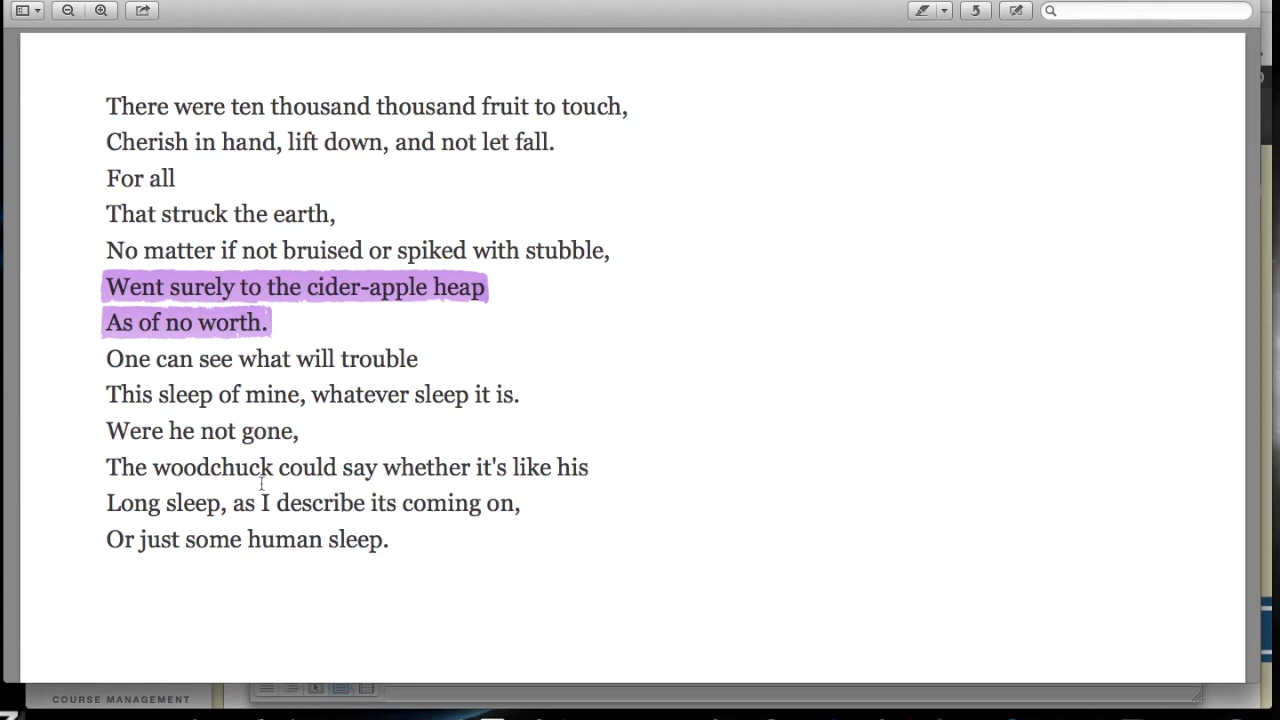 There were ten thousand thousand fruit to touch,
Cherish in hand, lift down, and not let fall.
For all
That struck the earth,
No matter if not bruised or spiked with stubble,
Went surely to the cider-apple heap
As of no worth.
One can see what will trouble
This sleep of mine, whatever sleep it is.
Were he not gone,
The woodchuck could say whether it's like his
Long sleep, as I describe its coming on,
Or just some human sleep.
COURSE MANAGEMENT